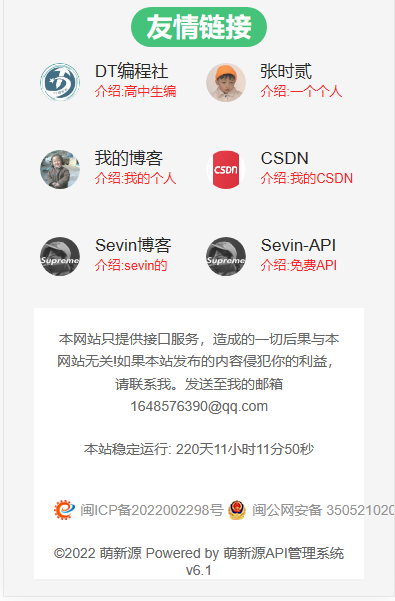 友情链接
DT编程社
介绍:高中生编
张时贰
介绍:一个个人
我的博客
介绍:我的个人
CSDN
CSDN
介绍:我的CSDN
Supreme
Sevin博客
介绍:sevin的
Supreme
Sevin-API
介绍:免费API
本网站只提供接口服务，造成的一切后果与本
网站无关!如果本站发布的内容侵犯你的利益，
请联系我。发送至我的邮箱
1648576390@qq.com
本站稳定运行: 220天11小时11分50秒
闽ICP备2022002298号 闽公网安备 350521020
©2022 萌新源 Powered by 萌新源API管理系统
v6.1